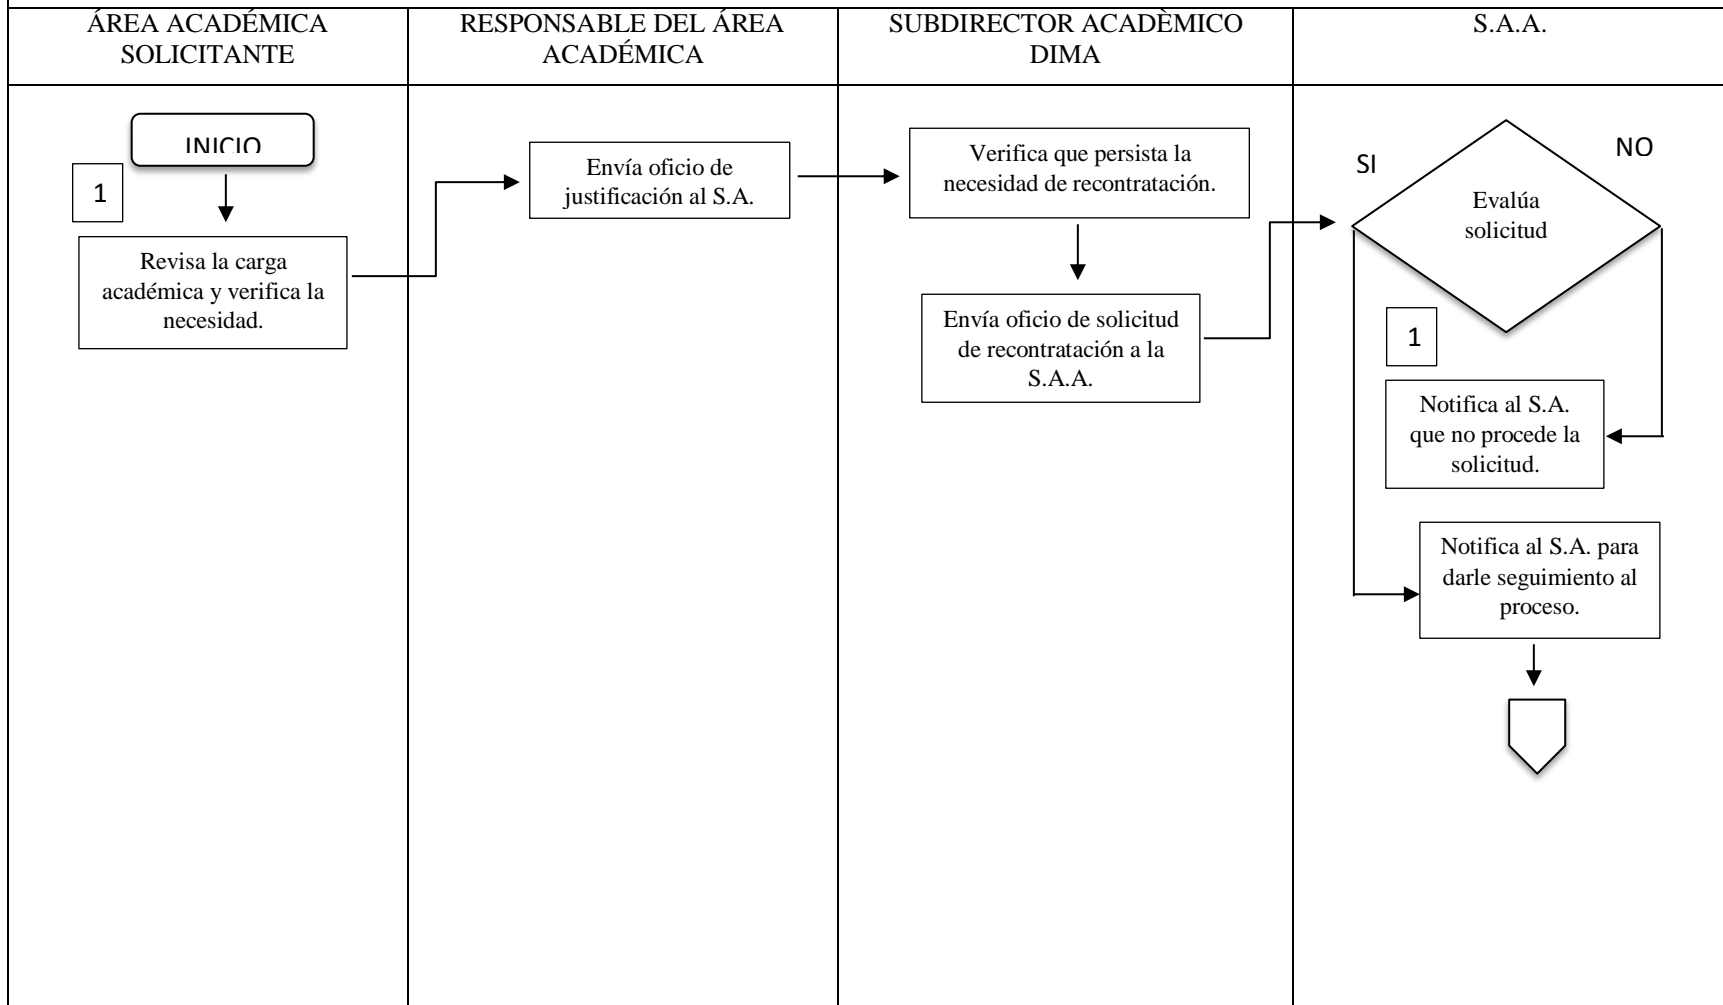 ÁREA ACADÉMICA
SOLICITANTE
RESPONSABLE DEL ÁREA
ACADÉMICA
SUBDIRECTOR ACADÈMICO
DIMA
S.A.A.
INICIO
1
Revisa la carga
académica y verifica la
necesidad.
Envía oficio de
justificación al S.A.
Verifica que persista la
necesidad de recontratación.
Envía oficio de solicitud
de recontratación a la
S.A.A.
SI
NO
Evalúa
solicitud
1
Notifica al S.A.
que no procede la
solicitud.
Notifica al S.A. para
darle seguimiento al
proceso.